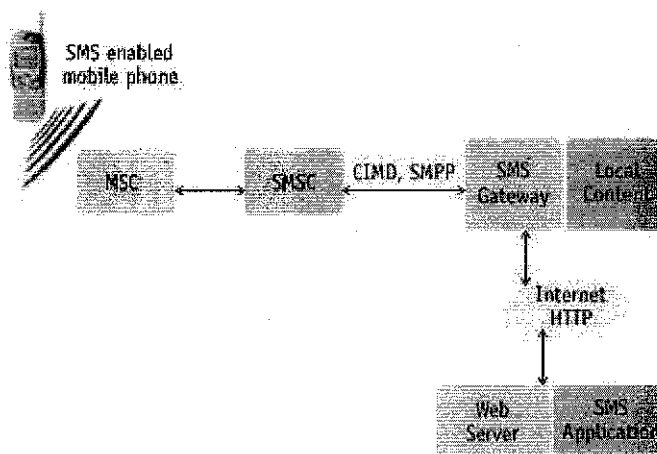 SMS enabled
mobile phone
MSC
SMSC
CIMD, SMPP
SMS
Gateway
Local
Content
Internet
HTTP
Web
Server
SMS
Application